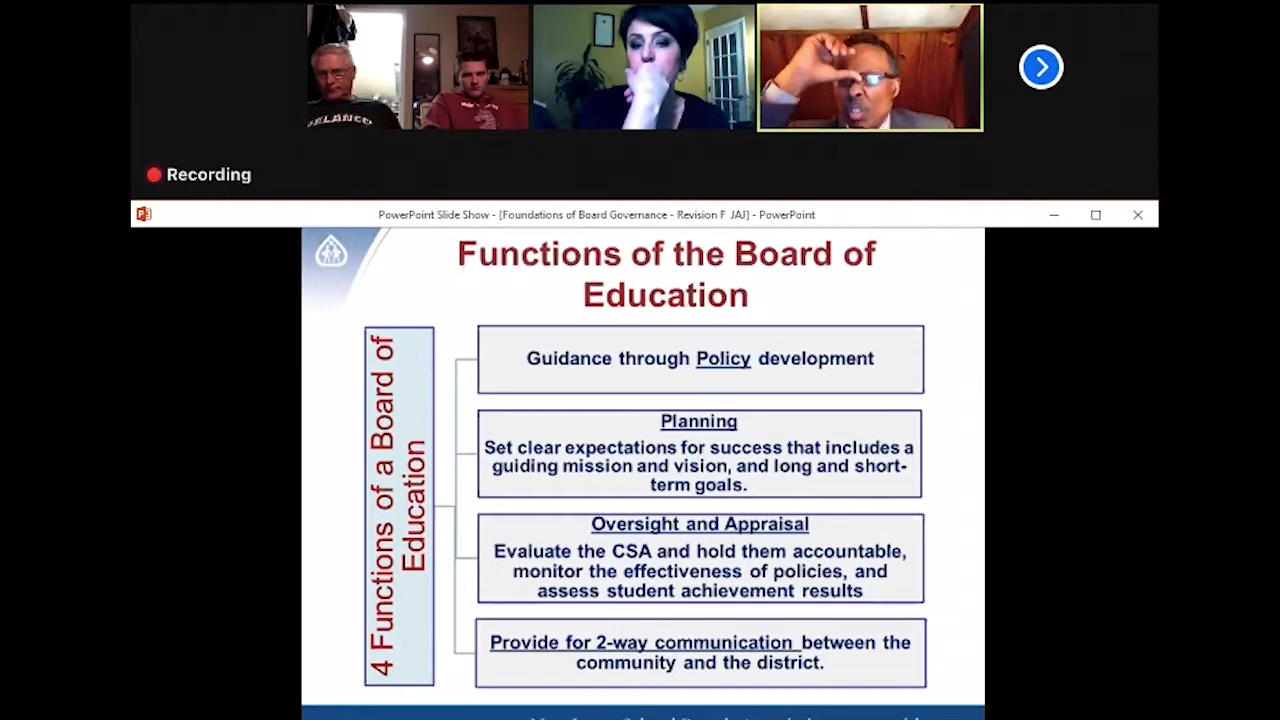 DELANCO
Recording
PowerPoint Slide Show - [Foundations of Board Governance - Revision F JAJ] - PowerPoint
Functions of the Board of
Education
4 Functions of a Board of
Education
Guidance through Policy development
Planning
Set clear expectations for success that includes a
guiding mission and vision, and long and short-
term goals.
Oversight and Appraisal
Evaluate the CSA and hold them accountable,
monitor the effectiveness of policies, and
assess student achievement results
Provide for 2-way communication between the
community and the district.